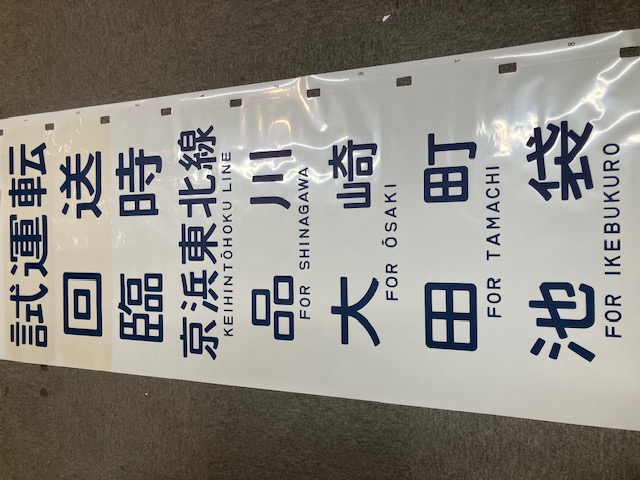 試運転
回送
臨時
京浜東北線
KEIHINTŌHOKU LINE
品川
FOR SHINAGAWA
大崎
FOR ŌSAKI
田町
FOR TAMACHI
池袋
FOR IKEBUKURO